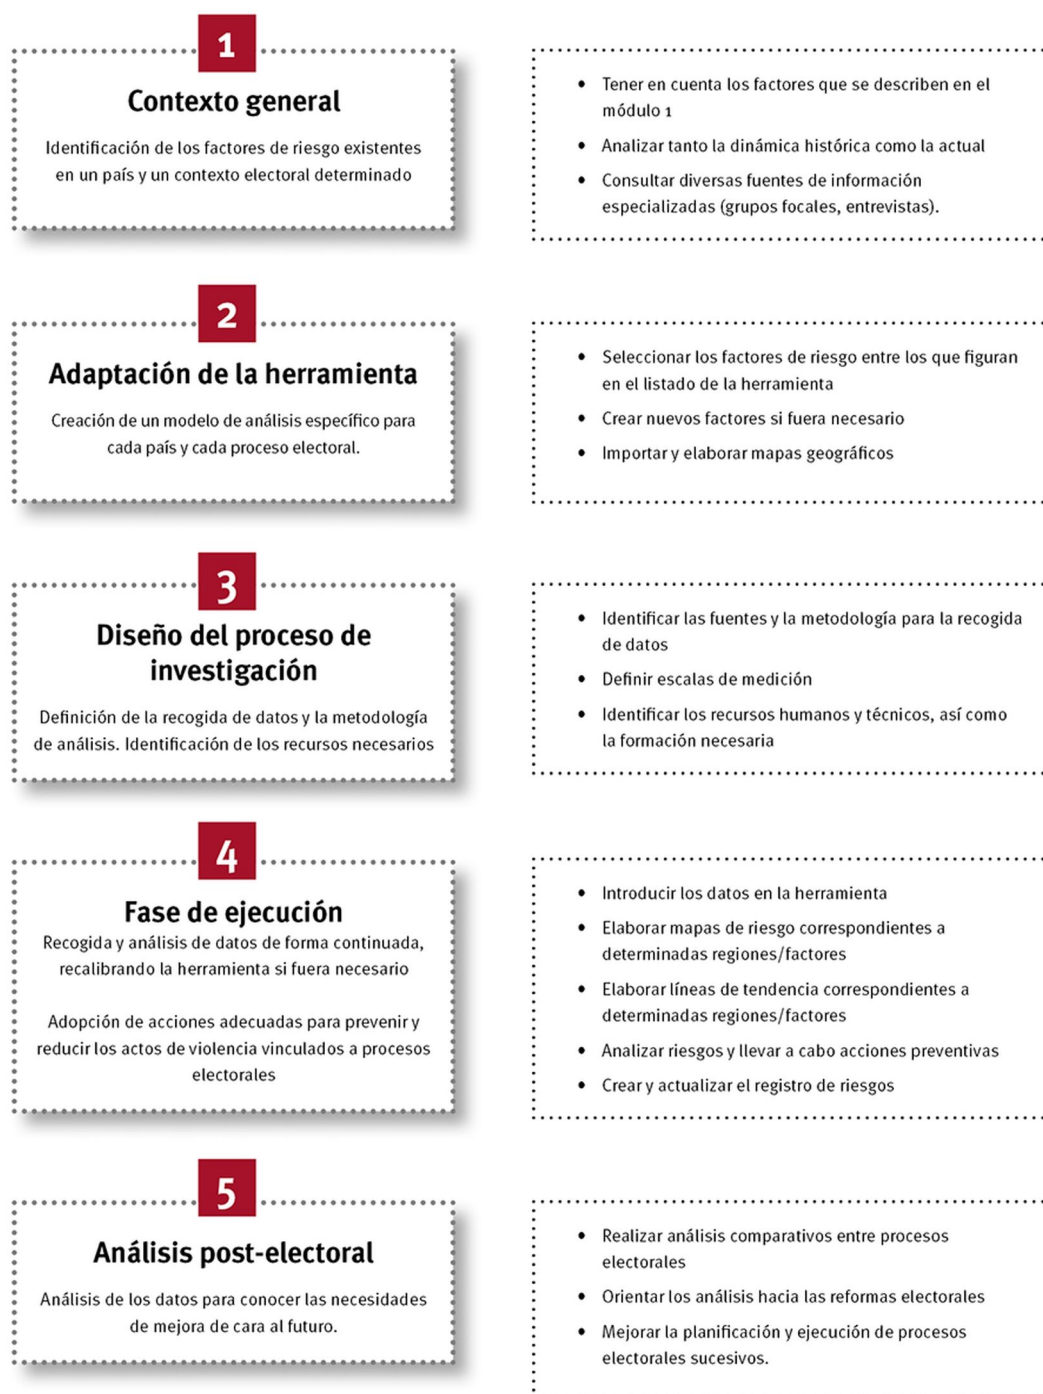 1
Contexto general
Identificación de los factores de riesgo existentes
en un país y un contexto electoral determinado
• Tener en cuenta los factores que se describen en el
módulo 1
• Analizar tanto la dinámica histórica como la actual
• Consultar diversas fuentes de información
especializadas (grupos focales, entrevistas).
2
Adaptación de la herramienta
Creación de un modelo de análisis específico para
cada país y cada proceso electoral.
• Seleccionar los factores de riesgo entre los que figuran
en el listado de la herramienta
• Crear nuevos factores si fuera necesario
• Importar y elaborar mapas geográficos
3
Diseño del proceso de
investigación
Definición de la recogida de datos y la metodología
de análisis. Identificación de los recursos necesarios
• Identificar las fuentes y la metodología para la recogida
de datos
• Definir escalas de medición
• Identificar los recursos humanos y técnicos, así como
la formación necesaria
4
Fase de ejecución
Recogida y análisis de datos de forma continuada,
recalibrando la herramienta si fuera necesario
Adopción de acciones adecuadas para prevenir y
reducir los actos de violencia vinculados a procesos
electorales
• Introducir los datos en la herramienta
• Elaborar mapas de riesgo correspondientes a
determinadas regiones/factores
• Elaborar líneas de tendencia correspondientes a
determinadas regiones/factores
• Analizar riesgos y llevar a cabo acciones preventivas
• Crear y actualizar el registro de riesgos
5
Análisis post-electoral
Análisis de los datos para conocer las necesidades
de mejora de cara al futuro.
• Realizar análisis comparativos entre procesos
electorales
• Orientar los análisis hacia las reformas electorales
• Mejorar la planificación y ejecución de procesos
electorales sucesivos.